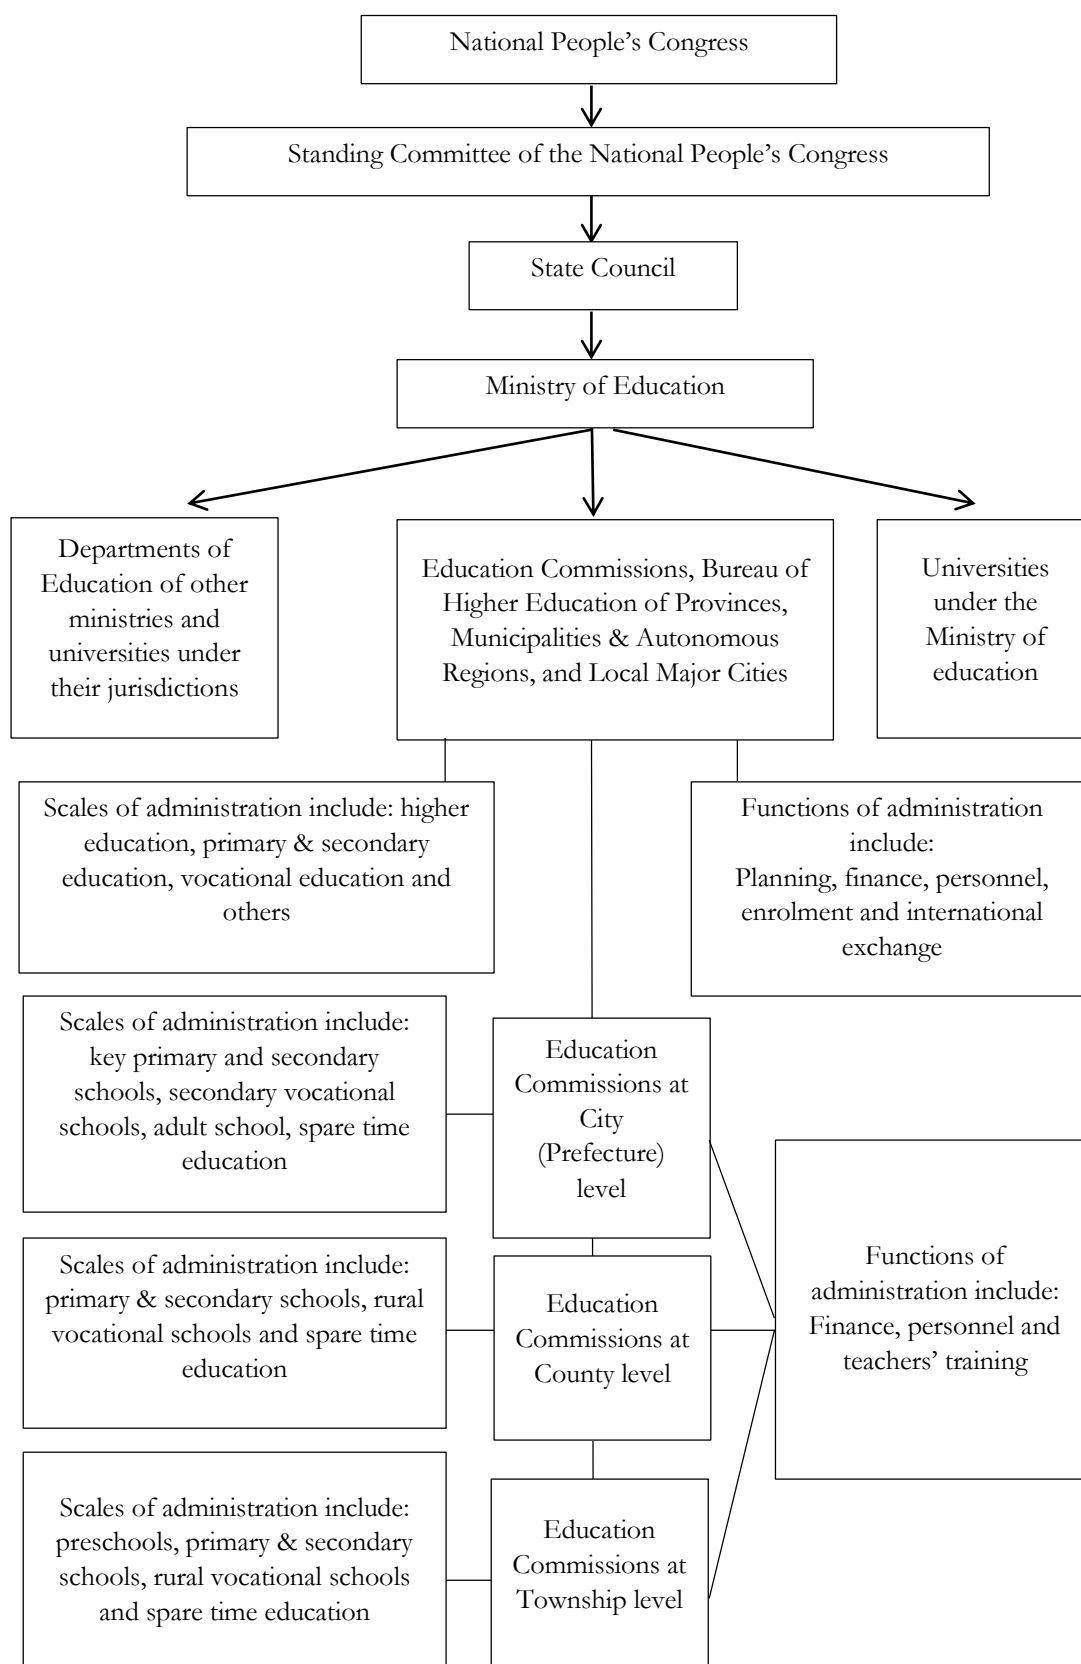 National People’s Congress
Standing Committee of the National People’s Congress
State Council
Ministry of Education
Departments of
Education of other
ministries and
universities under
their jurisdictions
Education Commissions, Bureau of
Higher Education of Provinces,
Municipalities & Autonomous
Regions, and Local Major Cities
Universities
under the
Ministry of
education
Scales of administration include: higher
education, primary & secondary
education, vocational education and
others
Functions of administration
include:
Planning, finance, personnel,
enrolment and international
exchange
Scales of administration include:
key primary and secondary
schools, secondary vocational
schools, adult school, spare time
education
Education
Commissions at
City
(Prefecture)
level
Functions of
administration include:
Finance, personnel and
teachers’ training
Scales of administration include:
primary & secondary schools, rural
vocational schools and spare time
education
Education
Commissions at
County level
Scales of administration include:
preschools, primary & secondary
schools, rural vocational schools
and spare time education
Education
Commissions at
Township level